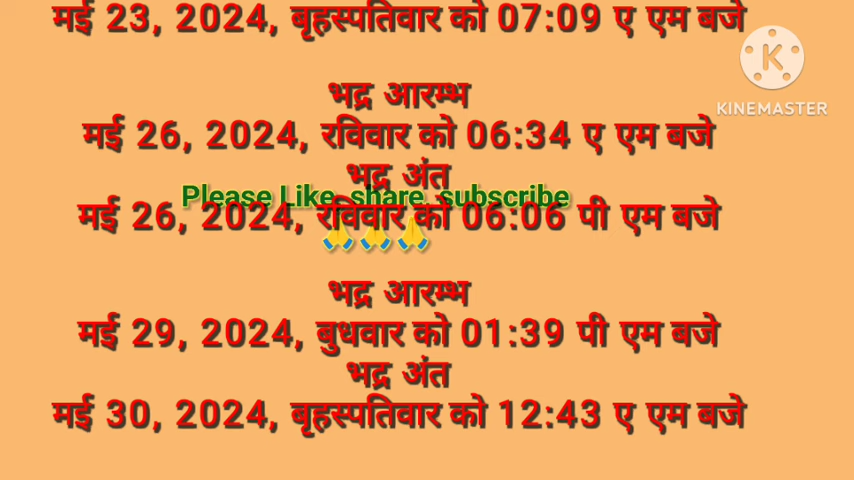 मई 23, 2024, बृहस्पतिवार को 07:09 ए एम बजे
KINEMASTER
भद्र आरम्भ
मई 26, 2024, रविवार को 06:34 ए एम बजे
भद्र अंत
Please Like share subscribe
मई 26, 2024, रविवार को 06:06 पी एम बजे
भद्र आरम्भ
मई 29, 2024, बुधवार को 01:39 पी एम बजे
भद्र अंत
मई 30, 2024, बृहस्पतिवार को 12:43 ए एम बजे